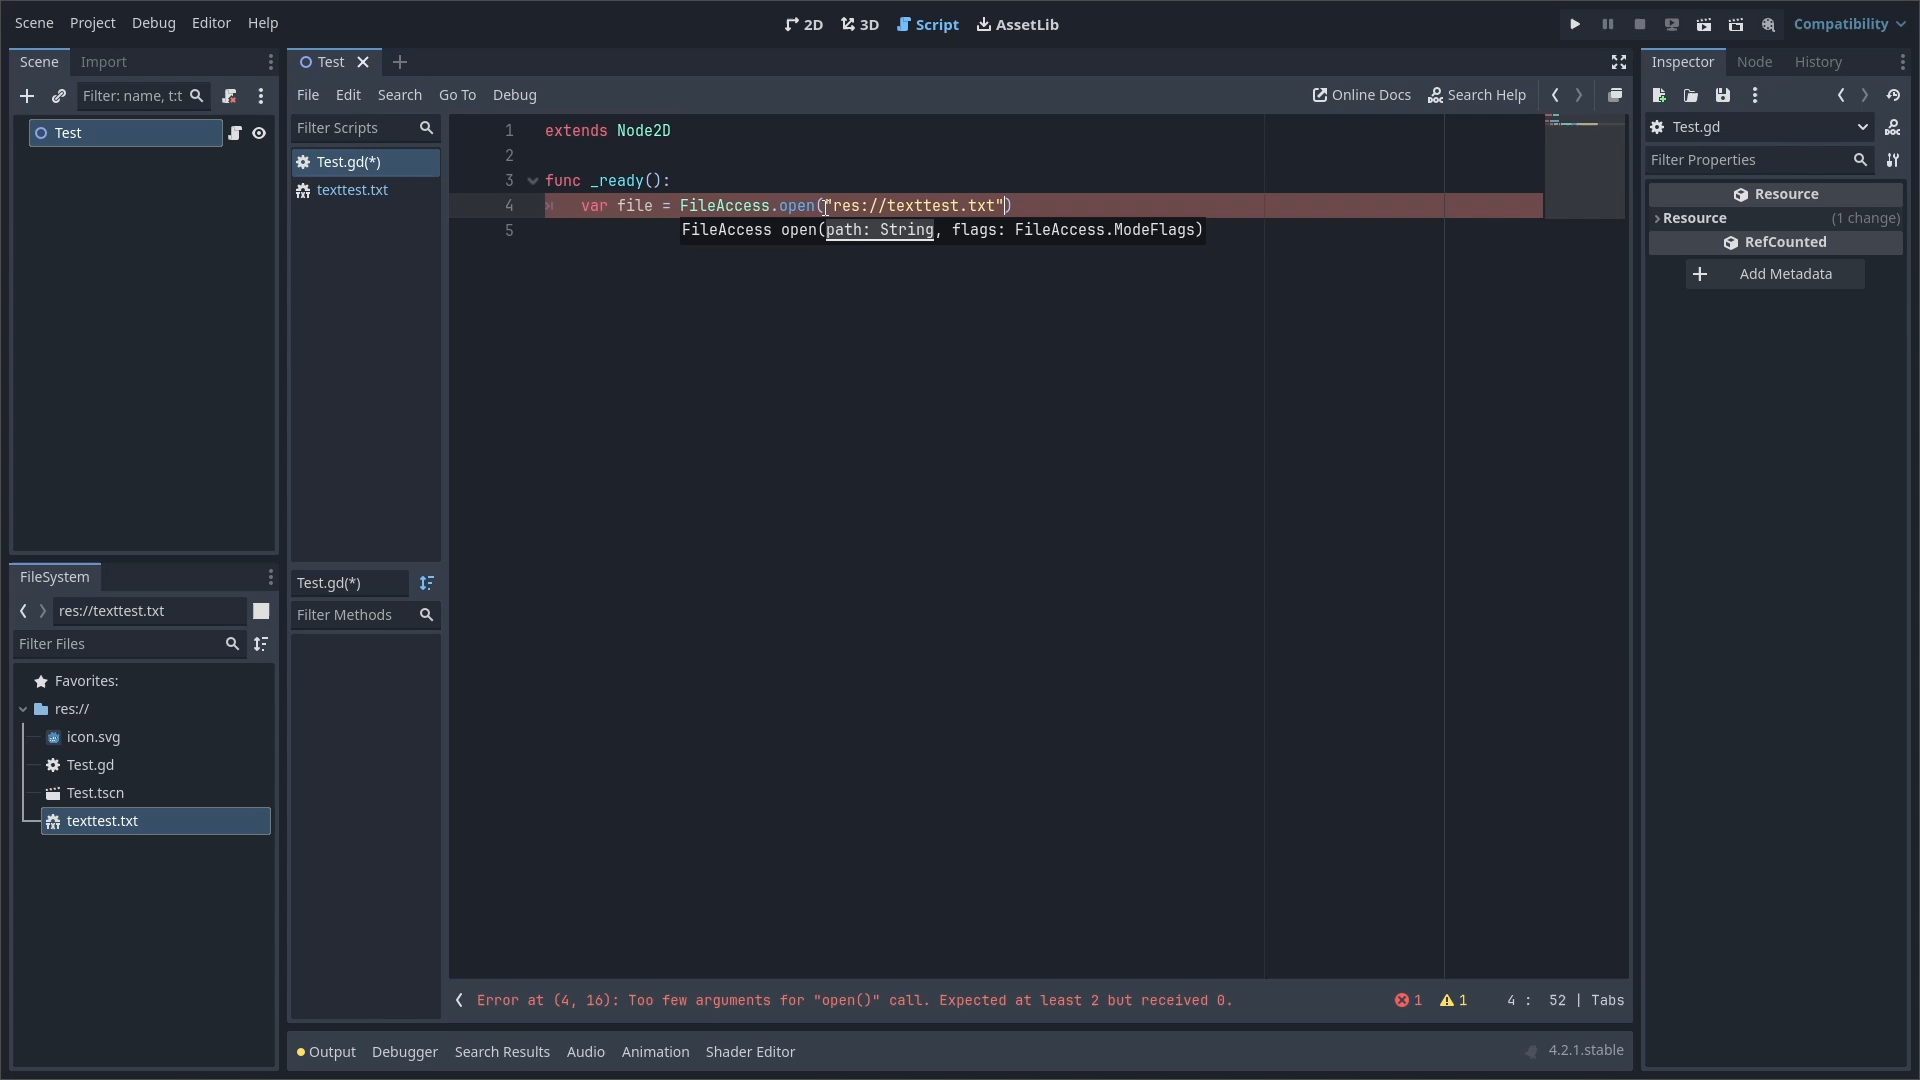 Scene Project Debug Editor Help
2D 3D Script AssetLib
Compatibility
Scene Import
Filter: name, t:t
Test
Test
File Edit Search Go To Debug
Online Docs Search Help
Filter Scripts
Test.gd(*)
texttest.txt
1 extends Node2D
2
3 func _ready():
4 var file = FileAccess.open("res://texttest.txt")
FileAccess open(path: String, flags: FileAccess.ModeFlags)
5
Test.gd(*)
Filter Methods
Error at (4, 16): Too few arguments for "open()" call. Expected at least 2 but received 0.
1 1 4 : 52 | Tabs
Inspector Node History
Test.gd
Filter Properties
Resource
Resource (1 change)
RefCounted
Add Metadata
FileSystem
res://texttest.txt
Filter Files
Favorites:
res://
icon.svg
Test.gd
Test.tscn
texttest.txt
Output Debugger Search Results Audio Animation Shader Editor
4.2.1.stable